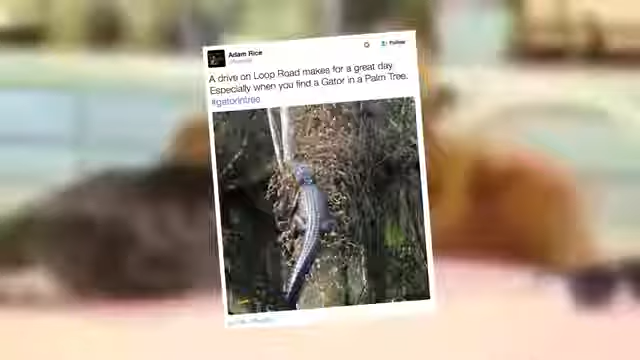 Adam Rice
Follow
A drive on Loop Road makes for a great day.
Especially when you find a Gator in a Palm Tree.
#gatorintree